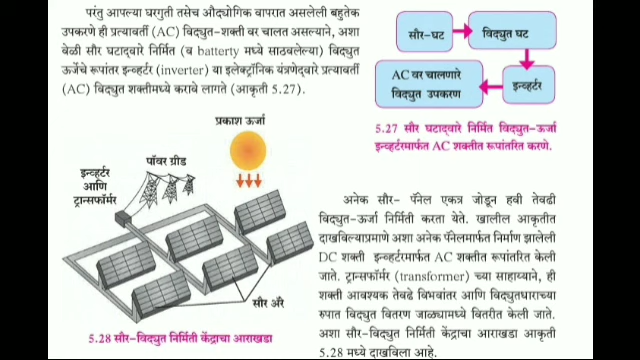 परंतु आपल्या घरगुती तसेच औद्योगिक वापरात असलेली बहुतेक
उपकरणे ही प्रत्यावर्ती (AC) विद्युत-शक्ती वर चालत असल्याने, अशा
वेळी सौर घटाद्वारे निर्मित (व batterty मध्ये साठवलेल्या) विद्युत
ऊर्जेचे रूपांतर इन्व्हर्टर (inverter) या इलेक्ट्रॉनिक यंत्रणेद्वारे प्रत्यावर्ती
(AC) विद्युत शक्तीमध्ये करावे लागते (आकृती 5.27).
सौर-घट
विद्युत घट
इन्व्हर्टर
AC वर चालणारे
विद्युत उपकरण
5.27 सौर घटाद्वारे निर्मित विद्युत-ऊर्जा
इन्व्हर्टरमार्फत AC शक्तीत रूपांतरित करणे.
प्रकाश ऊर्जा
पॉवर ग्रीड
इन्व्हर्टर
आणि
ट्रान्सफॉर्मर
सौर अ‍ॅरे
5.28 सौर-विद्युत निर्मिती केंद्राचा आराखडा
अनेक सौर- पॅनेल एकत्र जोडून हवी तेवढी
विद्युत-ऊर्जा निर्मिती करता येते. खालील आकृतीत
दाखविल्याप्रमाणे अशा अनेक पॅनेलमार्फत निर्माण झालेली
DC शक्ती इन्व्हर्टरमार्फत AC शक्तीत रूपांतरित केली
जाते. ट्रान्सफॉर्मर (transformer) च्या साहाय्याने, ही
शक्ती आवश्यक तेवढे विभवांतर आणि विद्युतधाराच्या
रुपात विद्युत वितरण जाळ्यामध्ये वितरीत केली जाते.
अशा सौर-विद्युत निर्मिती केंद्राचा आराखडा आकृती
5.28 मध्ये दाखविला आहे.